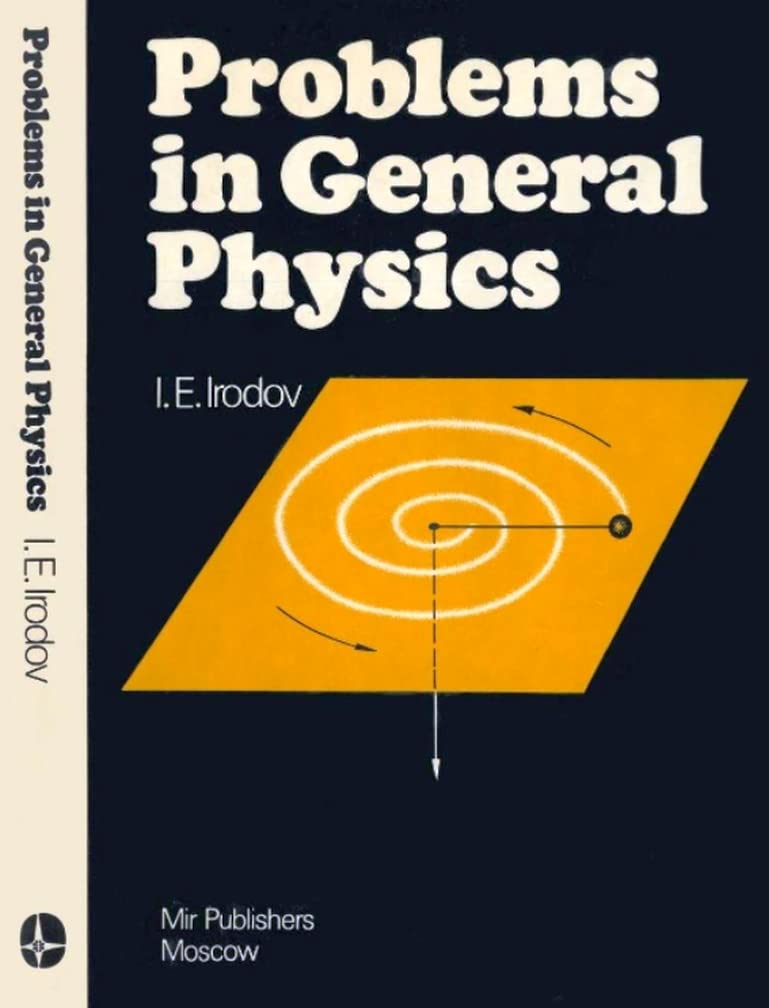 Problems in General Physics I.E. Irodov
Problems
in General
Physics
I.E. Irodov
Mir Publishers
Moscow